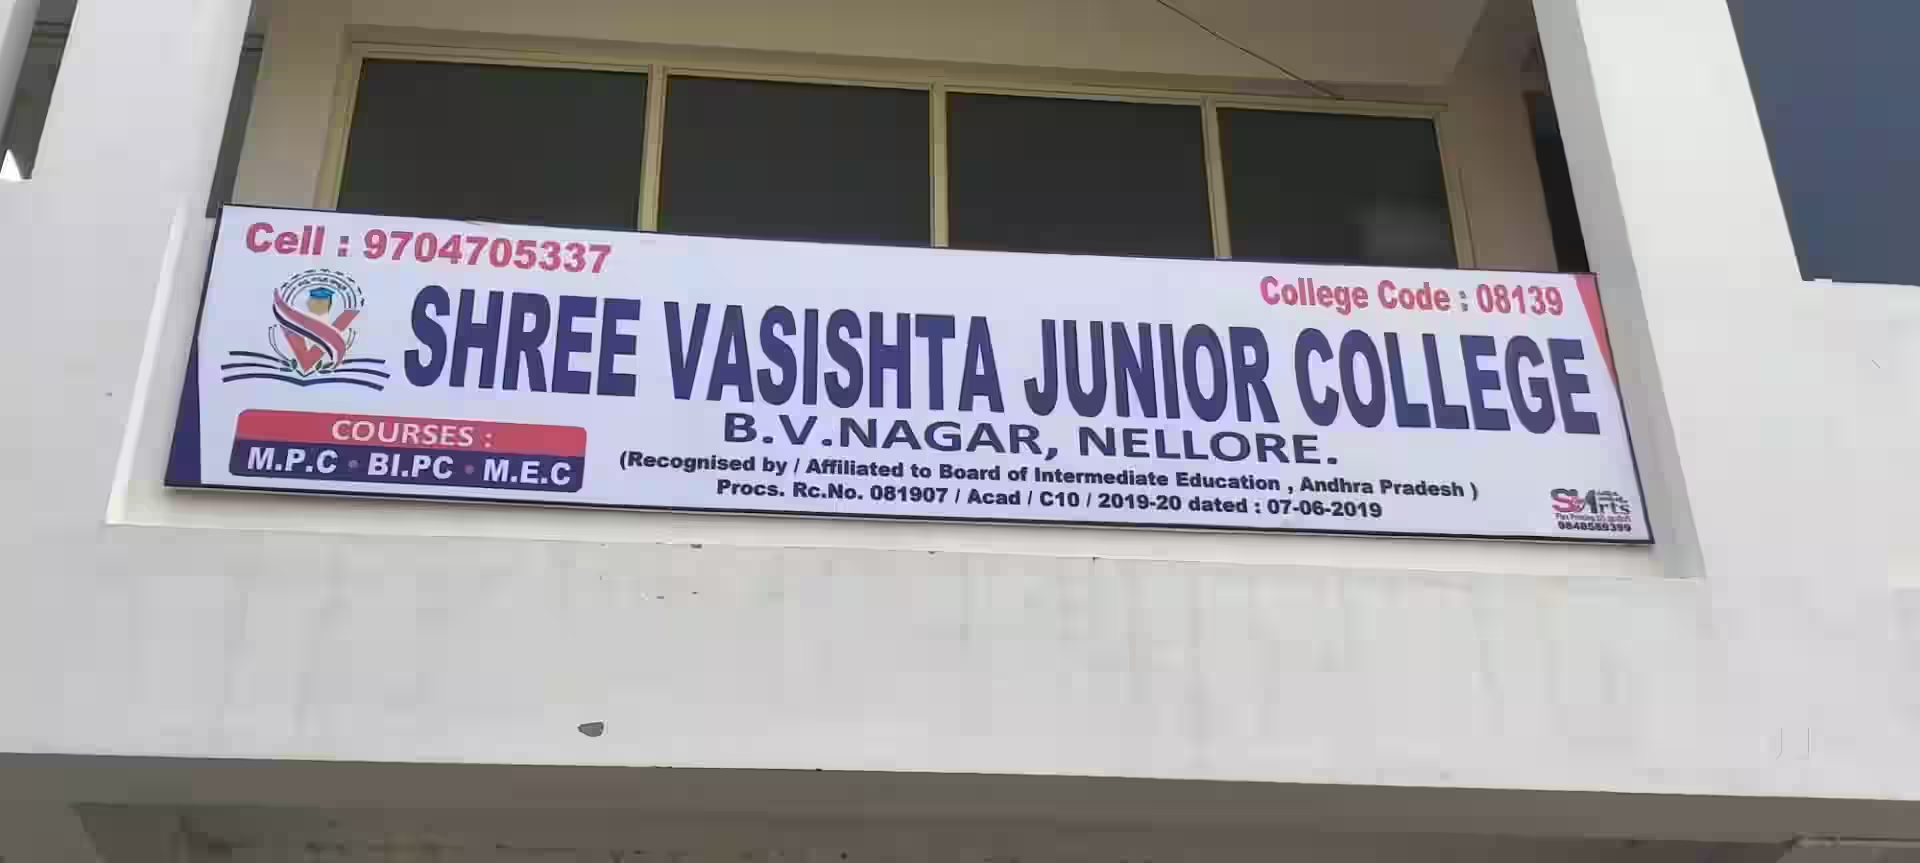 Cell : 9704705337
College Code : 08139
SHREE VASISHTA JUNIOR COLLEGE
B.V.NAGAR, NELLORE.
COURSES :
M.P.C • BI.PC • M.E.C
(Recognised by / Affiliated to Board of Intermediate Education , Andhra Pradesh )
Procs. Rc.No. 081907 / Acad / C10 / 2019-20 dated : 07-06-2019
Arts